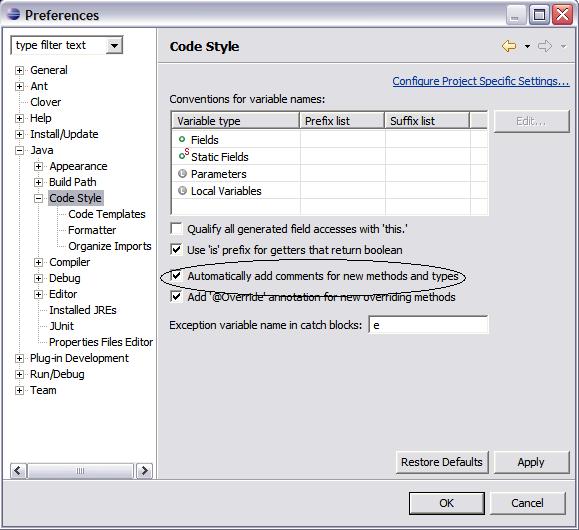 Preferences
type filter text
General
Ant
Clover
Help
Install/Update
Java
Appearance
Build Path
Code Style
Code Templates
Formatter
Organize Imports
Compiler
Debug
Editor
Installed JREs
JUnit
Properties Files Editor
Plug-in Development
Run/Debug
Team
Code Style
Configure Project Specific Settings...
Conventions for variable names:
Variable type Prefix list Suffix list
Fields
S Static Fields
Parameters
Local Variables
Edit...
Qualify all generated field accesses with 'this.'
Use 'is' prefix for getters that return boolean
Automatically add comments for new methods and types
Add '@Override' annotation for new overriding methods
Exception variable name in catch blocks: e
Restore Defaults Apply
OK Cancel